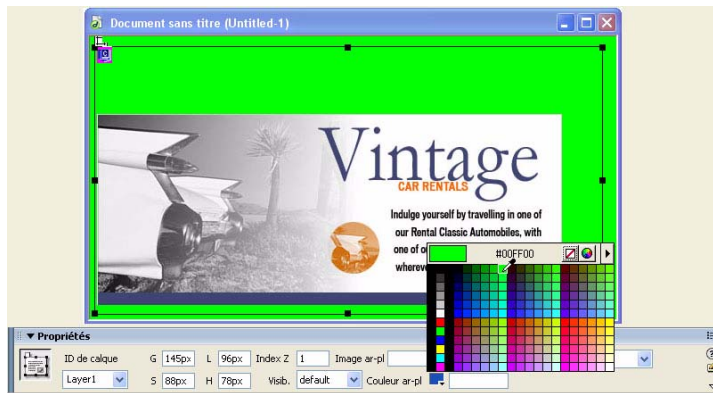 Document sans titre (Untitled-1)
Vintage
CAR RENTALS
Indulge yourself by travelling in one of
our Rental Classic Automobiles, with
one of
wherev
#00FF00
Propriétés
ID de calque G 145px L 96px Index Z 1 Image ar-pl
Layer1 S 88px H 78px Visib. default Couleur ar-pl